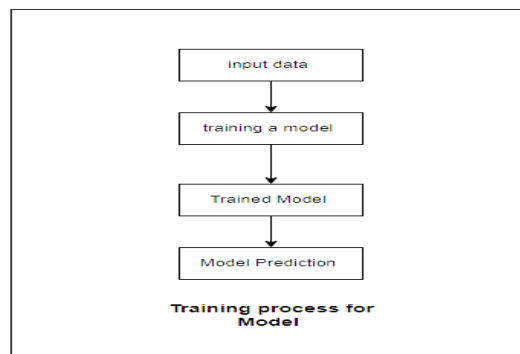 input data
training a model
Trained Model
Model Prediction
Training process for
Model